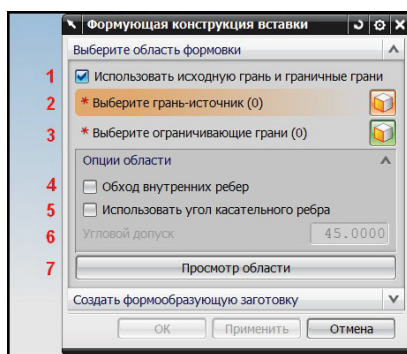 Формующая конструкция вставки
Выберите область формовки
1 Использовать исходную грань и граничные грани
2 * Выберите грань-источник (0)
3 * Выберите ограничивающие грани (0)
Опции области
4 Обход внутренних ребер
5 Использовать угол касательного ребра
6 Угловой допуск 45.0000
7 Просмотр области
Создать формообразующую заготовку
ОК Применить Отмена